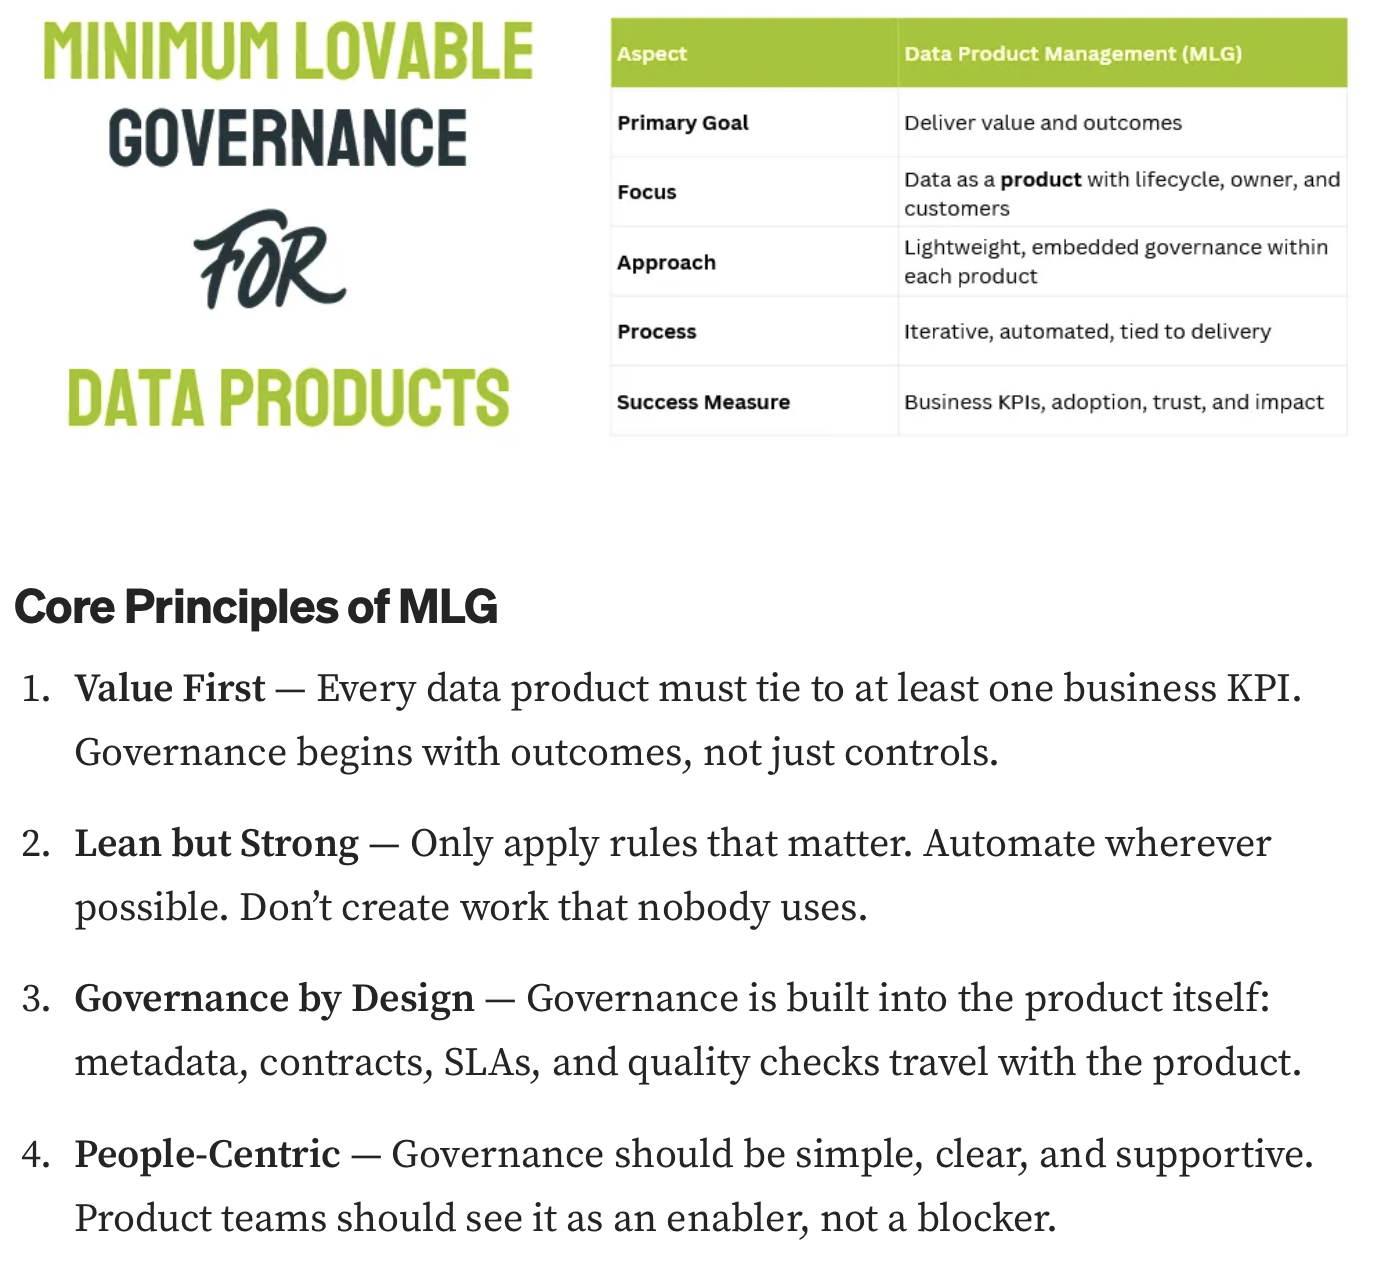 MINIMUM LOVABLE
GOVERNANCE
FOR
DATA PRODUCTS
Aspect Data Product Management (MLG)
Primary Goal Deliver value and outcomes
Focus Data as a product with lifecycle, owner, and
customers
Approach Lightweight, embedded governance within
each product
Process Iterative, automated, tied to delivery
Success Measure Business KPIs, adoption, trust, and impact
Core Principles of MLG
1. Value First — Every data product must tie to at least one business KPI.
Governance begins with outcomes, not just controls.
2. Lean but Strong — Only apply rules that matter. Automate wherever
possible. Don’t create work that nobody uses.
3. Governance by Design — Governance is built into the product itself:
metadata, contracts, SLAs, and quality checks travel with the product.
4. People-Centric — Governance should be simple, clear, and supportive.
Product teams should see it as an enabler, not a blocker.